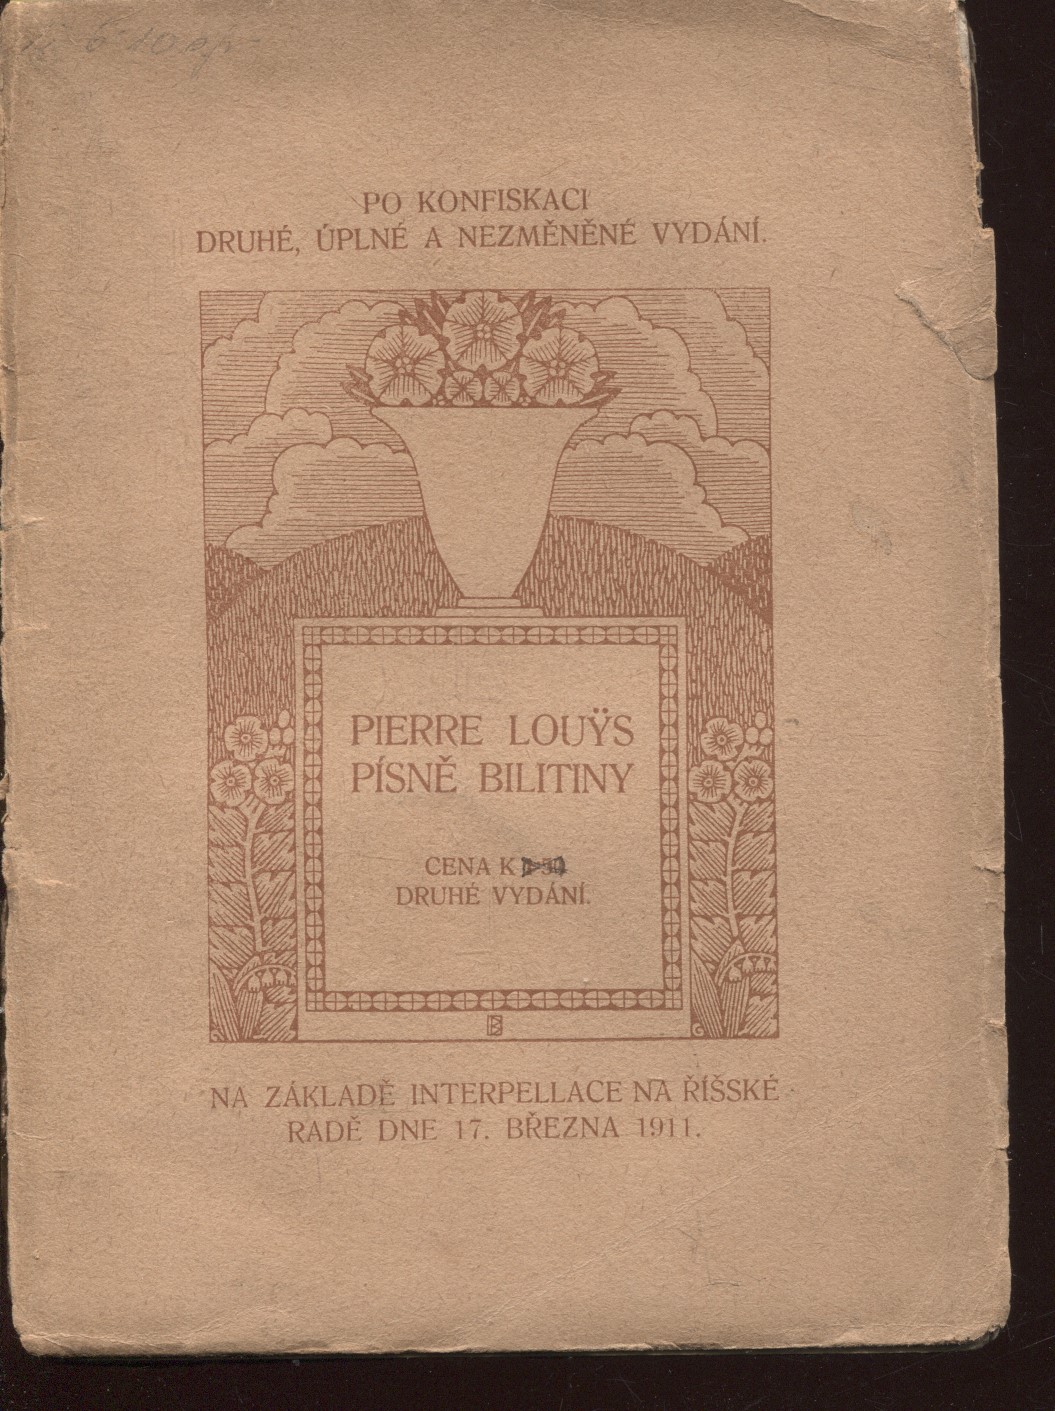 PO KONFISKACI
DRUHÉ, ÚPLNÉ A NEZMĚNĚNÉ VYDÁNÍ.
PIERRE LOUŸS
PÍSNĚ BILITINY
CENA K
DRUHÉ VYDÁNÍ.
NA ZÁKLADĚ INTERPELLACE NA ŘÍŠSKÉ
RADĚ DNE 17. BŘEZNA 1911.